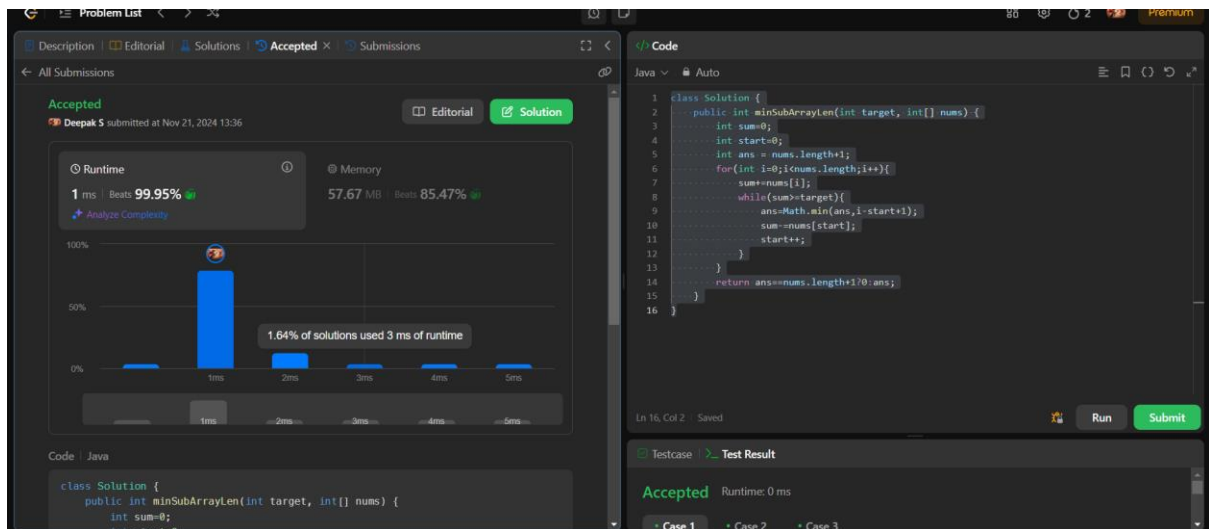 Problem List
2
Premium
Description | Editorial | Solutions | Accepted × | Submissions
All Submissions
Accepted
Deepak S submitted at Nov 21, 2024 13:36
Editorial
Solution
Runtime
1 ms | Beats 99.95%
Analyze Complexity
Memory
57.67 MB | Beats 85.47%
100%
50%
0%
1.64% of solutions used 3 ms of runtime
1ms 2ms 3ms 4ms 5ms
1ms 2ms 3ms 4ms 5ms
Code | Java
class Solution {
public int minSubArrayLen(int target, int[] nums) {
int sum=0;
</> Code
Java Auto
1 class Solution {
2 public int minSubArrayLen(int target, int[] nums) {
3 int sum=0;
4 int start=0;
5 int ans = nums.length+1;
6 for(int i=0;i<nums.length;i++){
7 sum+=nums[i];
8 while(sum>=target){
9 ans=Math.min(ans,i-start+1);
10 sum-=nums[start];
11 start++;
12 }
13 }
14 return ans==nums.length+1?0:ans;
15 }
16 }
Ln 16, Col 2 | Saved
Run
Submit
Testcase | >_ Test Result
Accepted Runtime: 0 ms
• Case 1 • Case 2 • Case 3